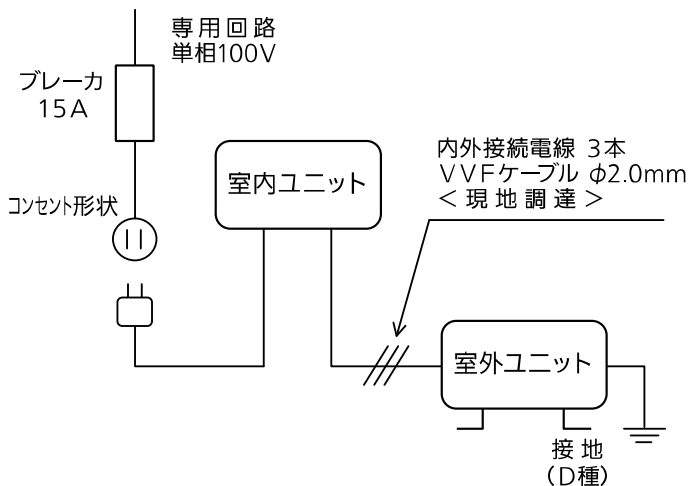 専用回路
単相100V
ブレーカ
15A
コンセント形状
室内ユニット
内外接続電線 3本
VVFケーブル φ2.0mm
<現地調達>
室外ユニット
接地
(D種)